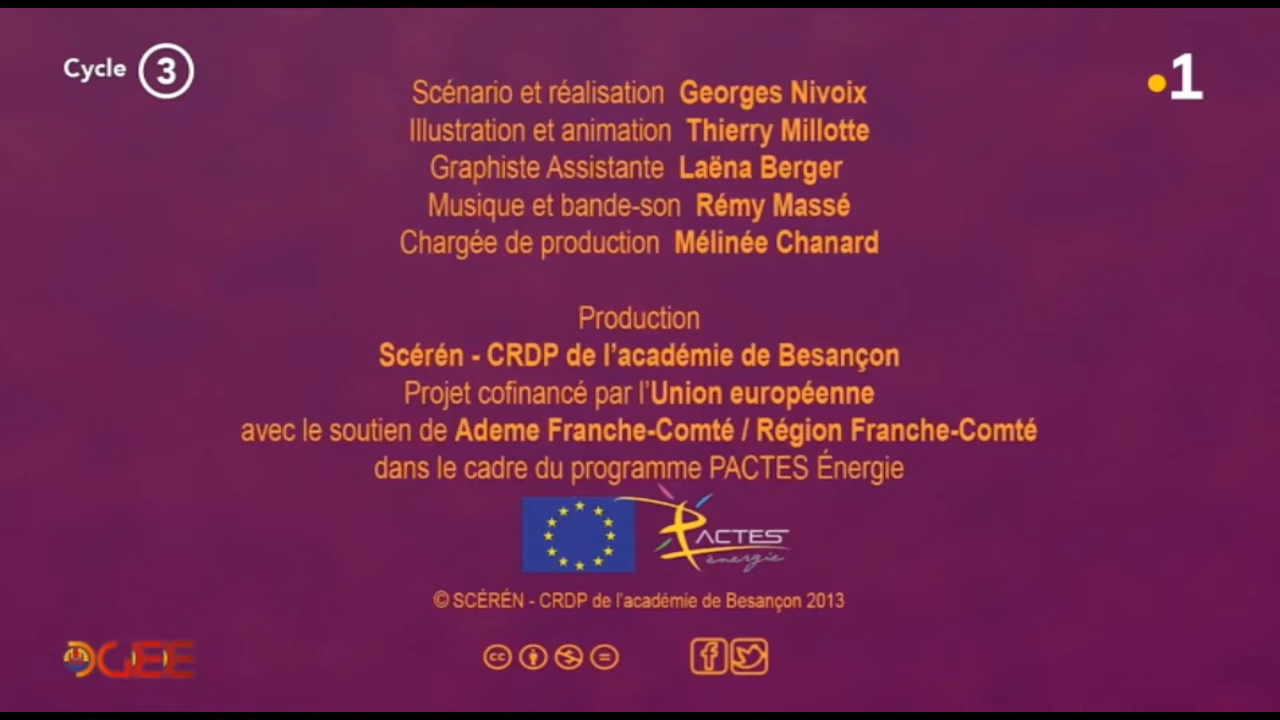 Cycle 3
1
Scénario et réalisation Georges Nivoix
Illustration et animation Thierry Millotte
Graphiste Assistante Laëna Berger
Musique et bande-son Rémy Massé
Chargée de production Mélinée Chanard
Production
Scérén - CRDP de l'académie de Besançon
Projet cofinancé par l'Union européenne
avec le soutien de Ademe Franche-Comté / Région Franche-Comté
dans le cadre du programme PACTES Énergie
PACTES
énergie
© SCÉRÉN - CRDP de l'académie de Besançon 2013
DGEE
cc